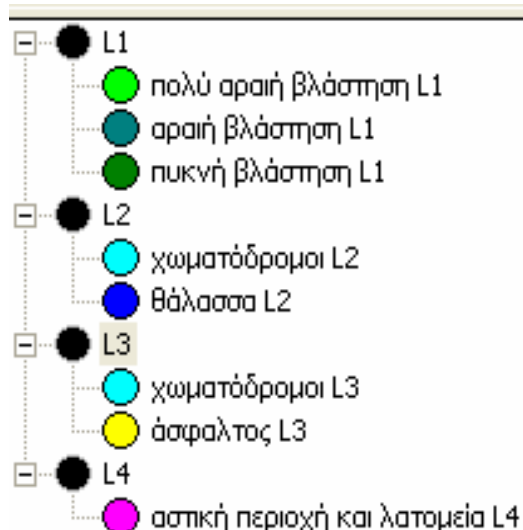 L1
πολύ αραιή βλάστηση L1
αραιή βλάστηση L1
πυκνή βλάστηση L1
L2
χωματόδρομοι L2
θάλασσα L2
L3
χωματόδρομοι L3
άσφαλτος L3
L4
αστική περιοχή και λατομεία L4